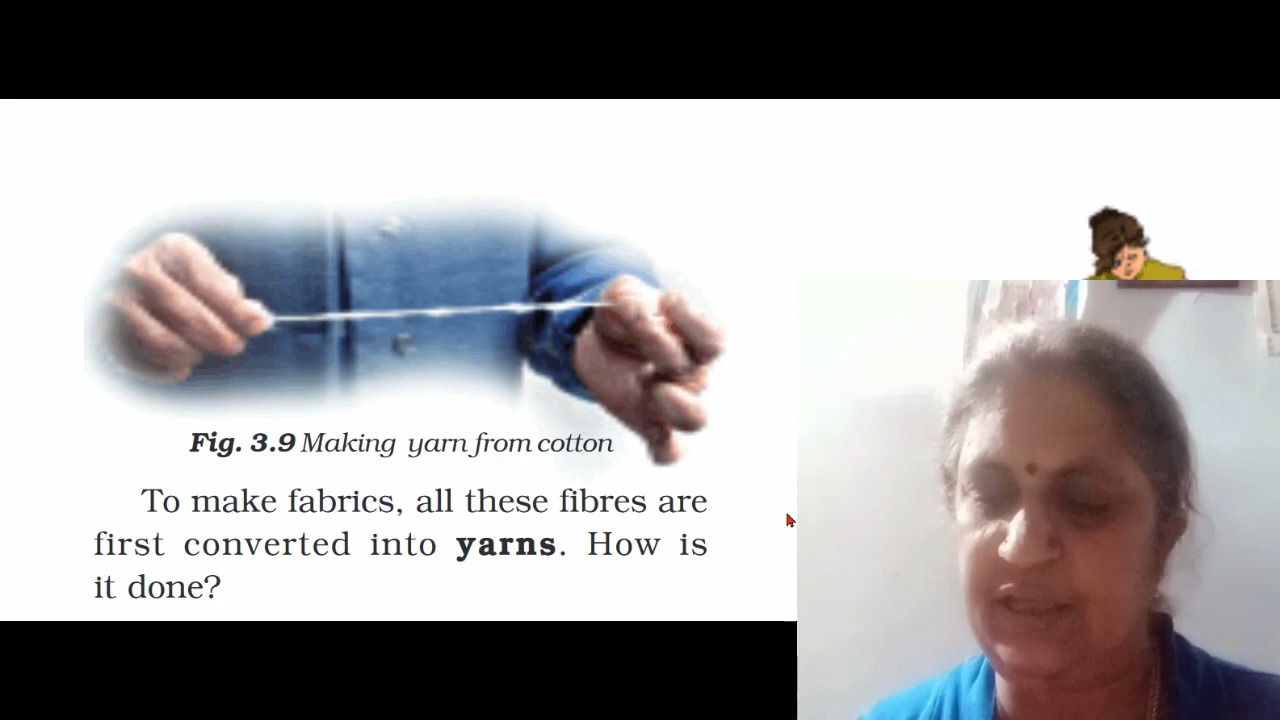 Fig. 3.9 Making yarn from cotton
To make fabrics, all these fibres are
first converted into yarns. How is
it done?